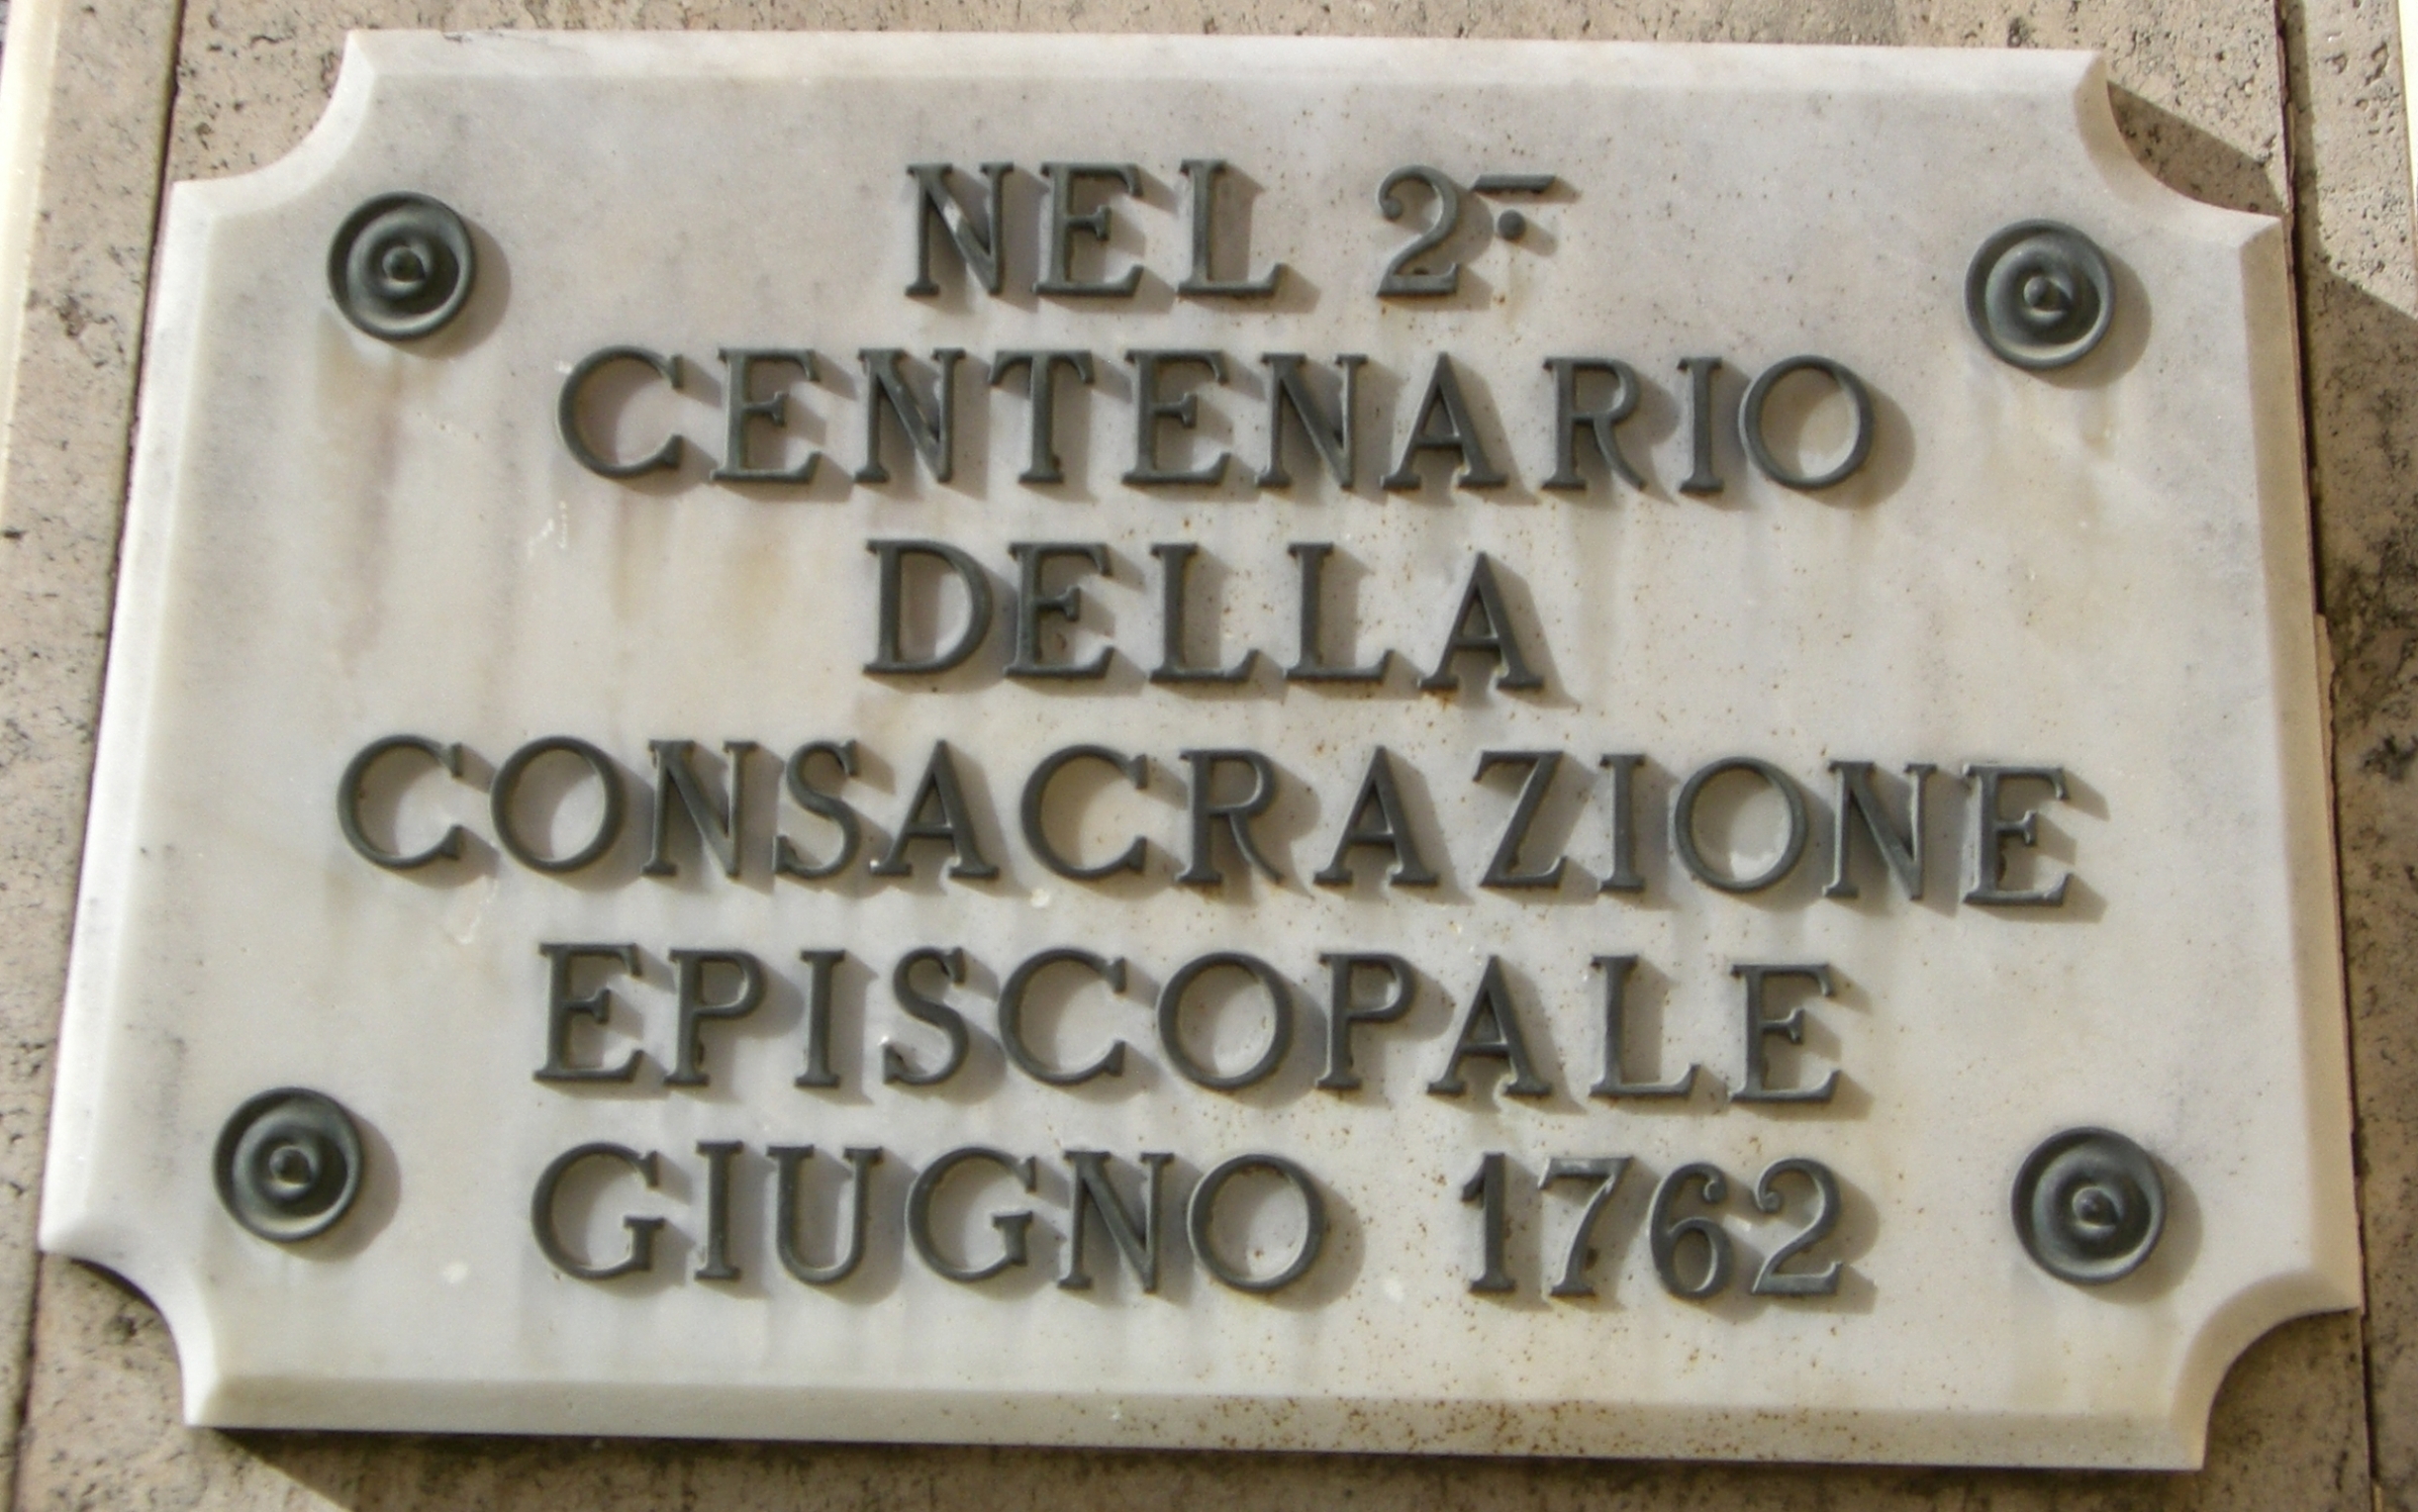 NEL 2°
CENTENARIO
DELLA
CONSACRAZIONE
EPISCOPALE
GIUGNO 1762